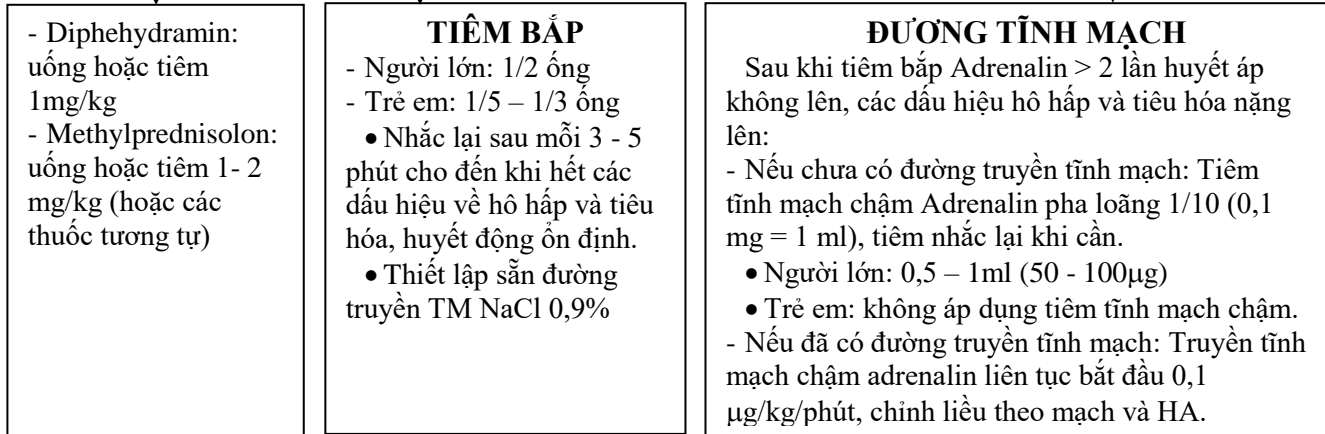 - Diphehydramin:
uống hoặc tiêm
1mg/kg
- Methylprednisolon:
uống hoặc tiêm 1- 2
mg/kg (hoặc các
thuốc tương tự)
TIÊM BẮP
- Người lớn: 1/2 ống
- Trẻ em: 1/5 – 1/3 ống
• Nhắc lại sau mỗi 3 - 5
phút cho đến khi hết các
dấu hiệu về hô hấp và tiêu
hóa, huyết động ổn định.
• Thiết lập sẵn đường
truyền TM NaCl 0,9%
ĐƯƠNG TĨNH MẠCH
Sau khi tiêm bắp Adrenalin > 2 lần huyết áp
không lên, các dấu hiệu hô hấp và tiêu hóa nặng
lên:
- Nếu chưa có đường truyền tĩnh mạch: Tiêm
tĩnh mạch chậm Adrenalin pha loãng 1/10 (0,1
mg = 1 ml), tiêm nhắc lại khi cần.
• Người lớn: 0,5 – 1ml (50 - 100μg)
• Trẻ em: không áp dụng tiêm tĩnh mạch chậm.
- Nếu đã có đường truyền tĩnh mạch: Truyền tĩnh
mạch chậm adrenalin liên tục bắt đầu 0,1
μg/kg/phút, chỉnh liều theo mạch và HA.